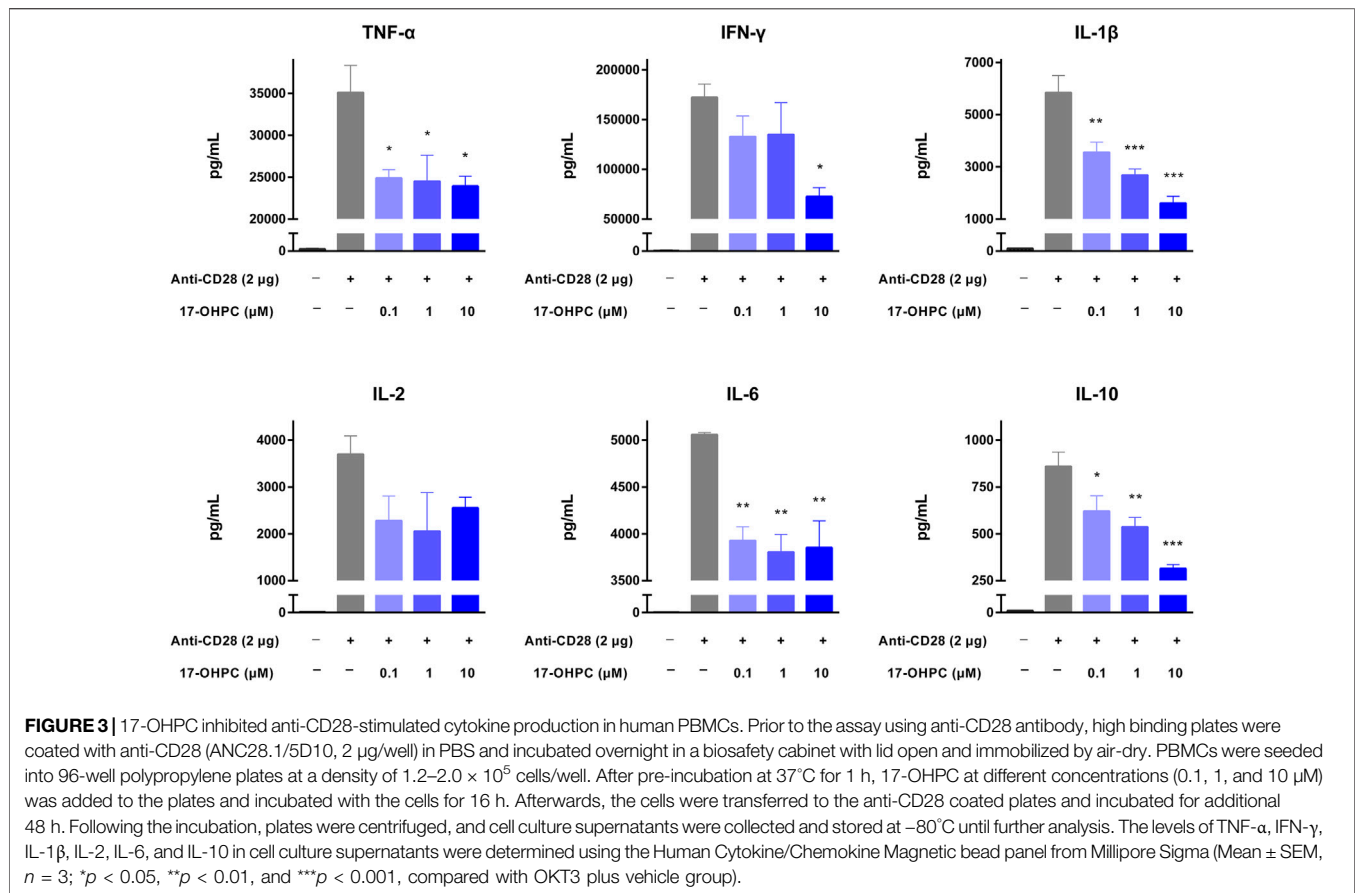 TNF-α
IFN-γ
IL-1β
pg/mL
35000
30000
25000
20000
0
pg/mL
200000
150000
100000
50000
0
pg/mL
7000
5000
3000
1000
0
*
*
*
*
**
***
***
Anti-CD28 (2 µg) – + + + +
17-OHPC (µM) – – 0.1 1 10
Anti-CD28 (2 µg) – + + + +
17-OHPC (µM) – – 0.1 1 10
Anti-CD28 (2 µg) – + + + +
17-OHPC (µM) – – 0.1 1 10
IL-2
IL-6
IL-10
pg/mL
4000
3000
2000
1000
0
pg/mL
5000
4500
4000
3500
0
pg/mL
1000
750
500
250
0
**
**
**
*
**
***
Anti-CD28 (2 µg) – + + + +
17-OHPC (µM) – – 0.1 1 10
Anti-CD28 (2 µg) – + + + +
17-OHPC (µM) – – 0.1 1 10
Anti-CD28 (2 µg) – + + + +
17-OHPC (µM) – – 0.1 1 10
FIGURE 3 | 17-OHPC inhibited anti-CD28-stimulated cytokine production in human PBMCs. Prior to the assay using anti-CD28 antibody, high binding plates were
coated with anti-CD28 (ANC28.1/5D10, 2 µg/well) in PBS and incubated overnight in a biosafety cabinet with lid open and immobilized by air-dry. PBMCs were seeded
into 96-well polypropylene plates at a density of 1.2–2.0 × 10⁵ cells/well. After pre-incubation at 37°C for 1 h, 17-OHPC at different concentrations (0.1, 1, and 10 µM)
was added to the plates and incubated with the cells for 16 h. Afterwards, the cells were transferred to the anti-CD28 coated plates and incubated for additional
48 h. Following the incubation, plates were centrifuged, and cell culture supernatants were collected and stored at –80°C until further analysis. The levels of TNF-α, IFN-γ,
IL-1β, IL-2, IL-6, and IL-10 in cell culture supernatants were determined using the Human Cytokine/Chemokine Magnetic bead panel from Millipore Sigma (Mean ± SEM,
n = 3; *p < 0.05, **p < 0.01, and ***p < 0.001, compared with OKT3 plus vehicle group).